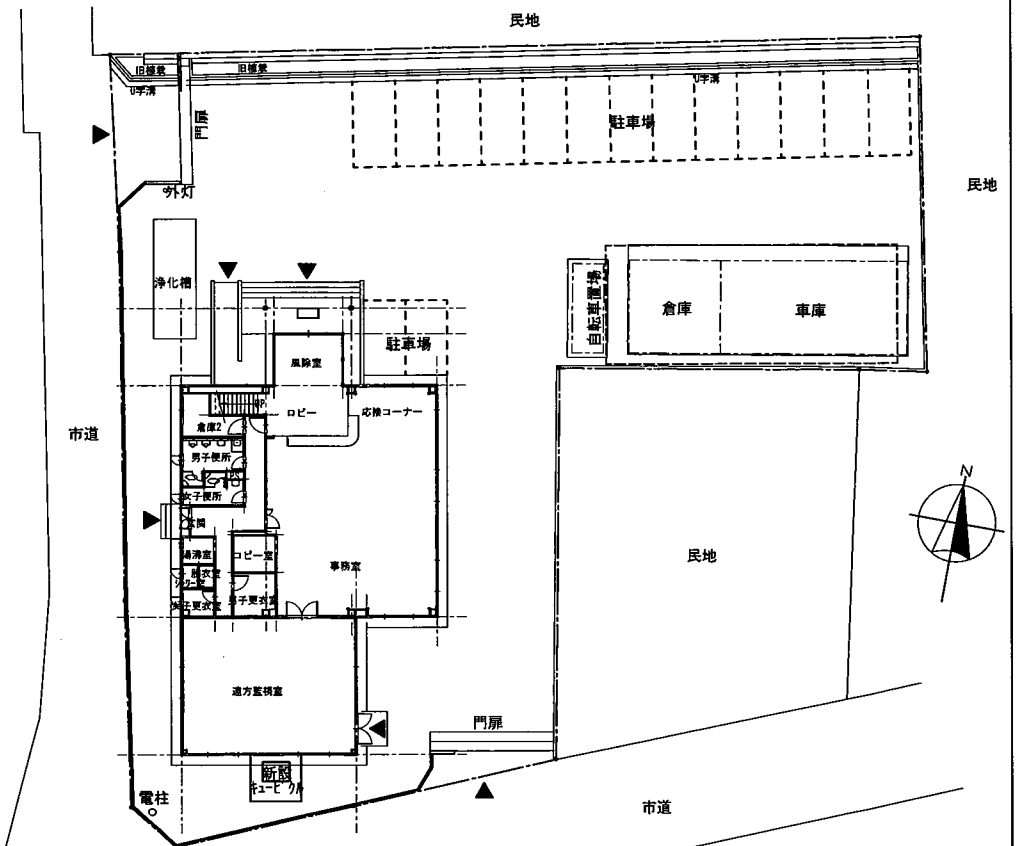 民地
旧植栽
旧植栽
U字溝
U字溝
門扉
駐車場
民地
外灯
浄化槽
自転車置場
倉庫
車庫
駐車場
風除室
UP
ロビー
応接コーナー
倉庫2
市道
男子便所
女子便所
N
玄関
湯沸室
コピー室
民地
事務室
脱衣室
シャワー室
女子更衣室
男子更衣室
遠方監視室
門扉
新設
キュービクル
電柱
市道